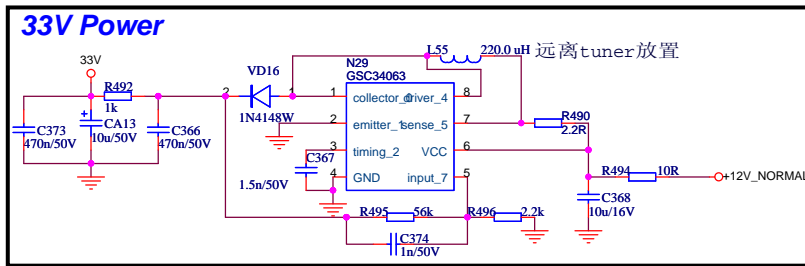 33V Power
33V
R492
1k
C373
470n/50V
CA13
10u/50V
C366
470n/50V
VD16
1N4148W
2
1
N29
GSC34063
1
2
3
4
collector_0
emitter_1
timing_2
GND
driver_4
sense_5
VCC
input_7
8
7
6
5
L55
220.0 uH
远离tuner放置
C367
1.5n/50V
R490
2.2R
R494
10R
+12V_NORMAL
C368
10u/16V
R495
56k
R496
2.2k
C374
1n/50V